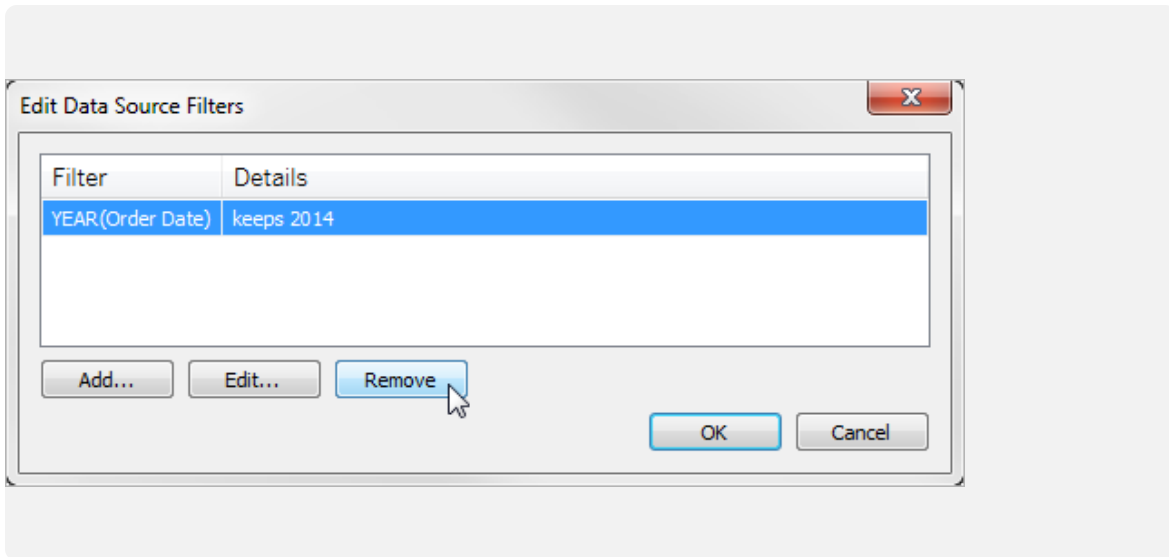 Edit Data Source Filters
Filter Details
YEAR(Order Date) keeps 2014
Add... Edit... Remove
OK Cancel